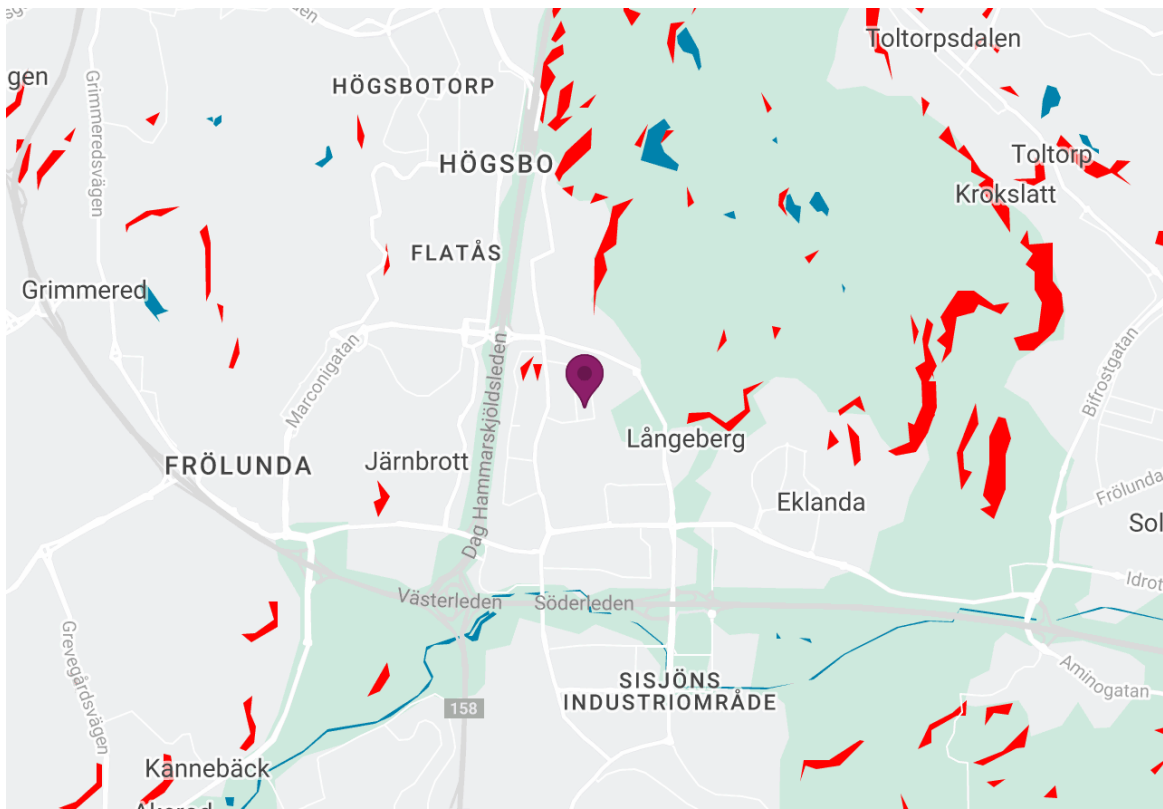 Toltorpsdalen
gen
HÖGSBOTORP
Grimmeredsvägen
Toltorp
HÖGSBO
Krokslätt
FLATÅS
Grimmered
Marconigatan
Dag Hammarskjöldsleden
Bifrostgatan
Långeberg
FRÖLUNDA
Järnbrott
Eklanda
Frölunda
Sol
Idrot
Västerleden
Söderleden
Grevegårdsvägen
Aminogatan
SISJÖNS
INDUSTRIOMRÅDE
158
Kannebäck